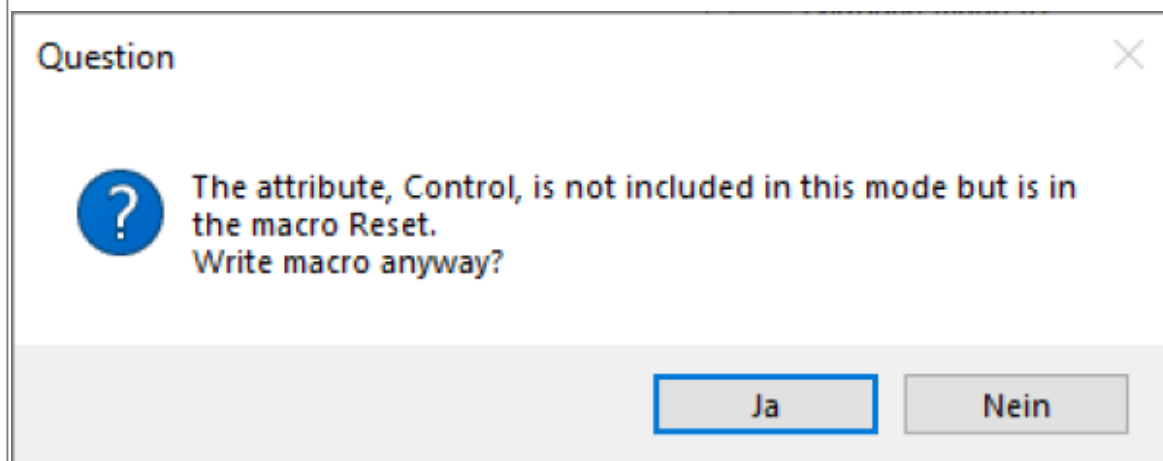 Question
The attribute, Control, is not included in this mode but is in
the macro Reset.
Write macro anyway?
Ja
Nein